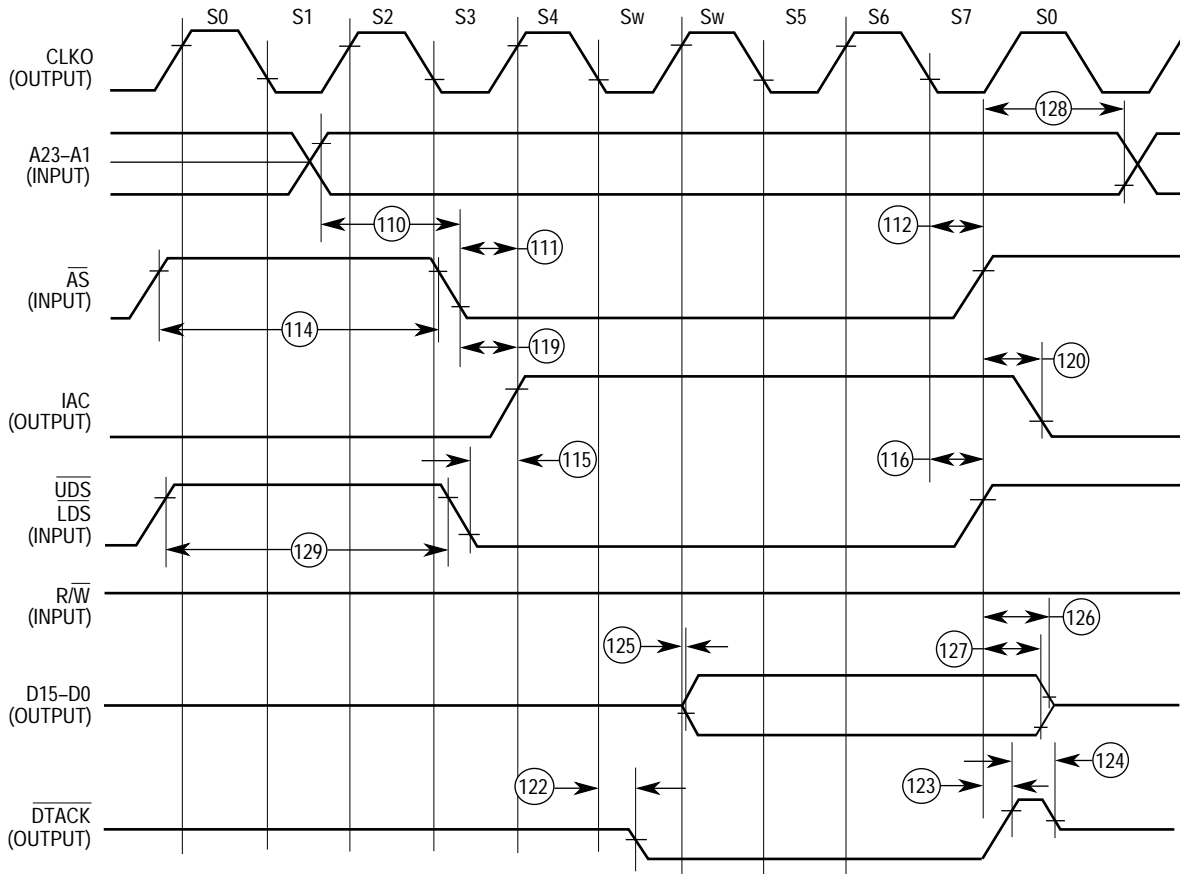 S0 S1 S2 S3 S4 Sw Sw S5 S6 S7 S0
CLKO
(OUTPUT)
128
A23–A1
(INPUT)
110
112
111
AS
(INPUT)
114
119
120
IAC
(OUTPUT)
115
116
UDS
LDS
(INPUT)
129
R/W
(INPUT)
126
125
127
D15–D0
(OUTPUT)
124
122
123
DTACK
(OUTPUT)